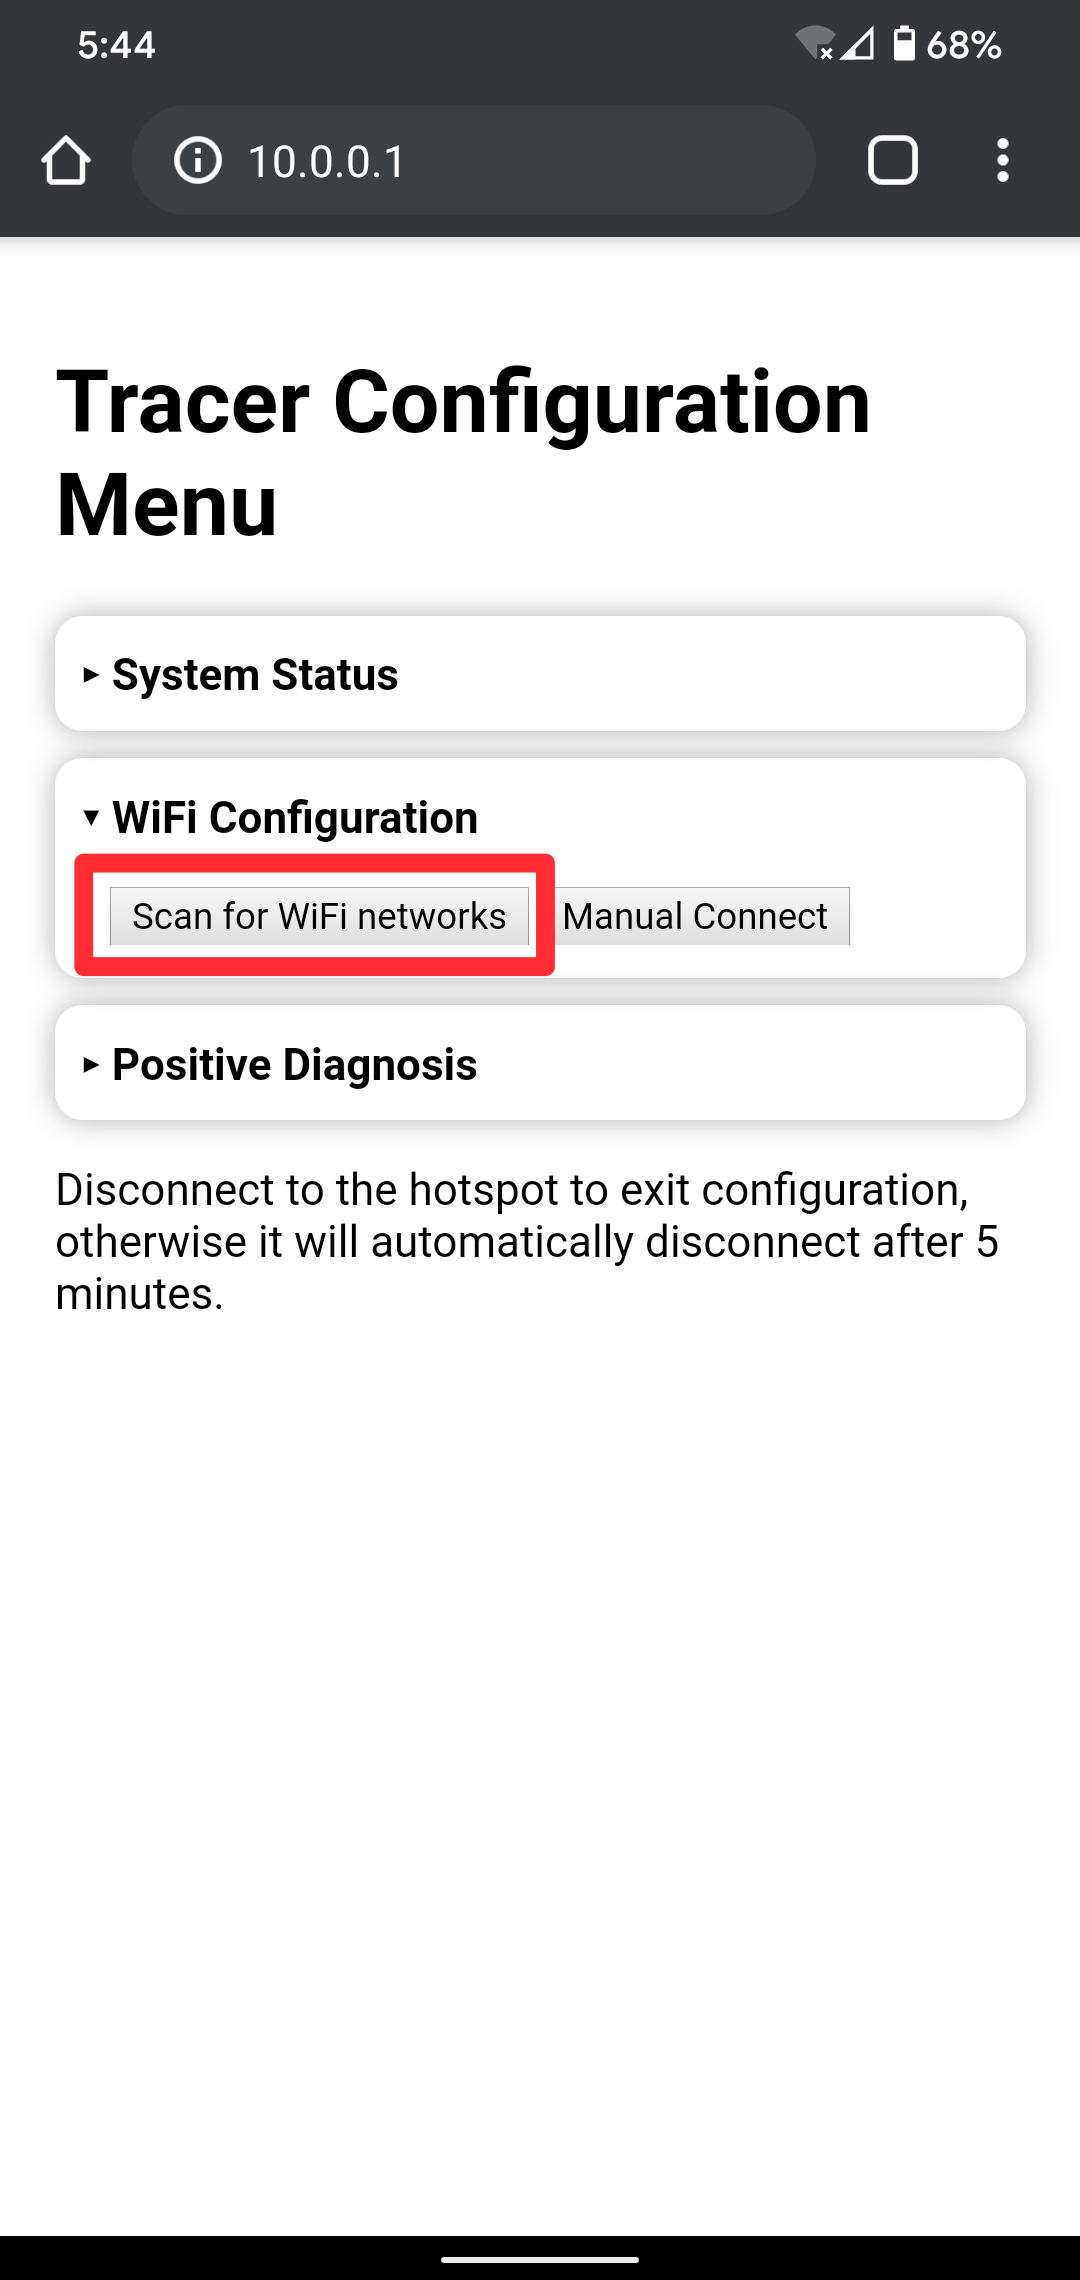 5:44
68%
10.0.0.1
Tracer Configuration
Menu
System Status
WiFi Configuration
Scan for WiFi networks
Manual Connect
Positive Diagnosis
Disconnect to the hotspot to exit configuration,
otherwise it will automatically disconnect after 5
minutes.